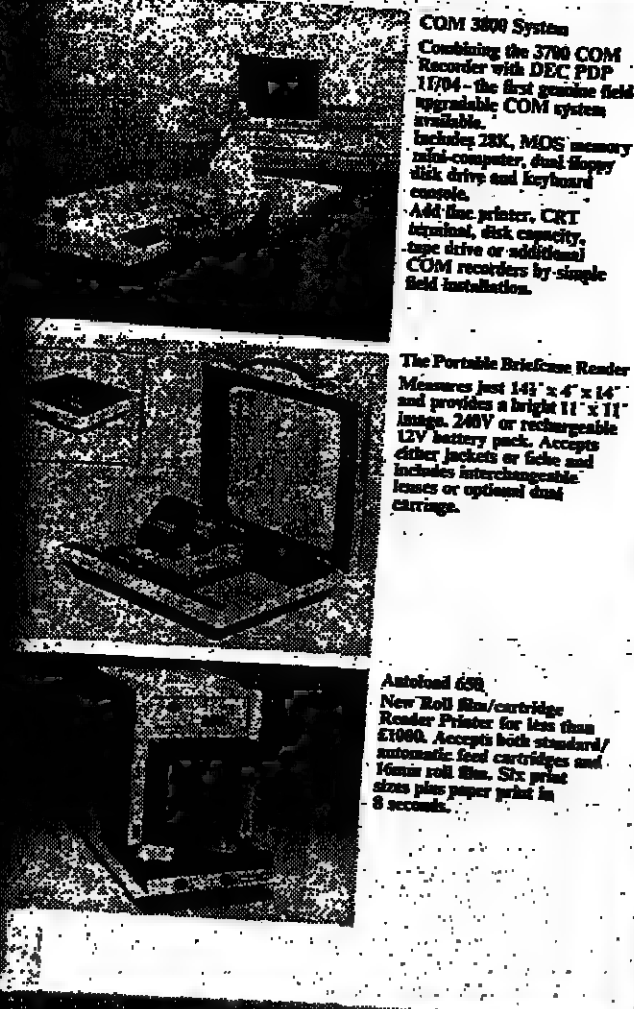 COM 3800 System
Combining the 3700 COM
Recorder with DEC PDP
11/04 - the first genuine field
upgradable COM system
available.
Includes 28K, MOS memory
mini-computer, dual floppy
disk drive and keyboard
console.
Add line printer, CRT
terminal, disk capacity,
tape drive or additional
COM recorders by simple
field installation.
The Portable Briefcase Reader
Measures just 14½" x 4" x 14"
and provides a bright 11" x 11"
image. 240V or rechargeable
12V battery pack. Accepts
either jackets or fiche and
includes interchangeable
lenses or optional dual
carriage.
Autoload 650
New Roll film/cartridge
Reader Printer for less than
£1000. Accepts both standard/
automatic feed cartridges and
16mm roll film. Six print
sizes plus paper print in
8 seconds.